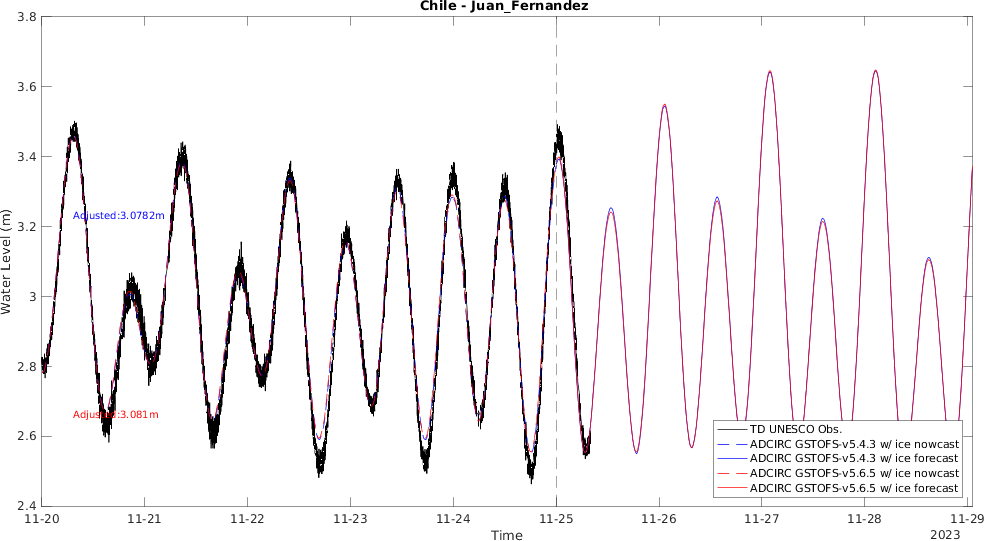 Chile - Juan_Fernandez
3.8
3.6
3.4
3.2
3
2.8
2.6
2.4
Water Level (m)
Adjusted:3.0782m
Adjusted:3.081m
TD UNESCO Obs.
ADCIRC GSTOFS-v5.4.3 w/ ice nowcast
ADCIRC GSTOFS-v5.4.3 w/ ice forecast
ADCIRC GSTOFS-v5.6.5 w/ ice nowcast
ADCIRC GSTOFS-v5.6.5 w/ ice forecast
11-20 11-21 11-22 11-23 11-24 11-25 11-26 11-27 11-28 11-29
Time
2023